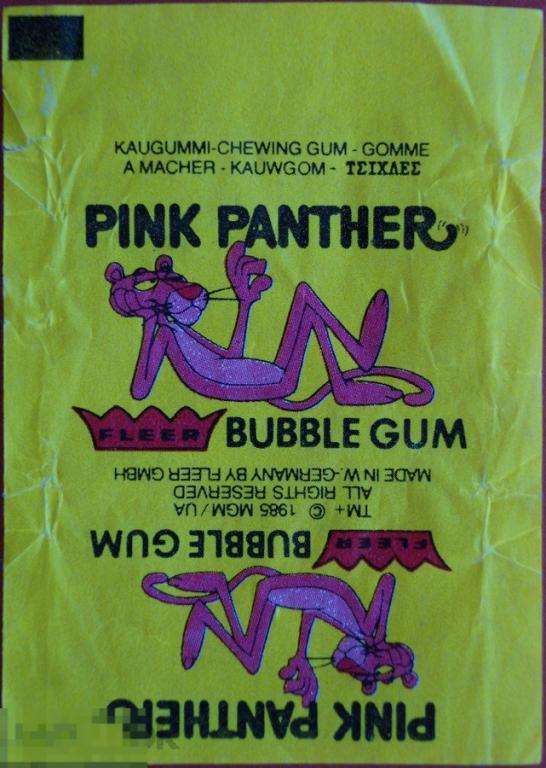 KAUGUMMI-CHEWING GUM - GOMME
A MACHER - KAUWGOM - ΤΣΙΧΛΕΣ
PINK PANTHER
FLEER BUBBLE GUM
TM + © 1985 MGM / UA
ALL RIGHTS RESERVED
MADE IN W.-GERMANY BY FLEER GMBH
PINK PANTHER
FLEER BUBBLE GUM